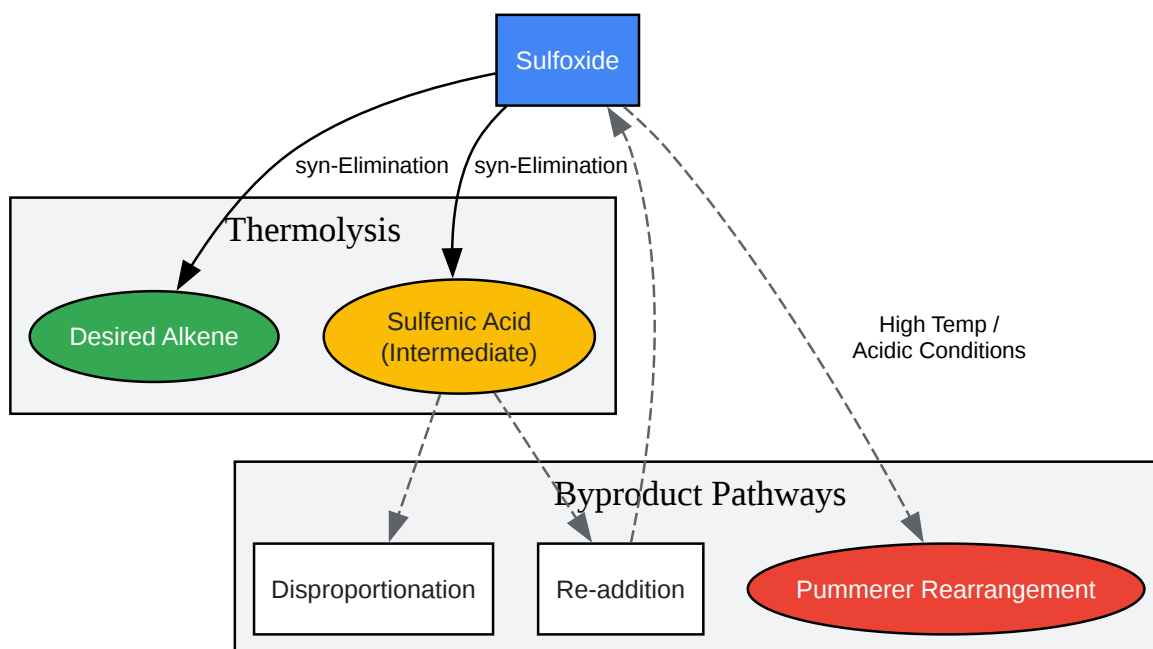 Sulfoxide
syn-Elimination
syn-Elimination
Thermolysis
Desired Alkene
Sulfenic Acid
(Intermediate)
High Temp /
Acidic Conditions
Byproduct Pathways
Disproportionation
Re-addition
Pummerer Rearrangement